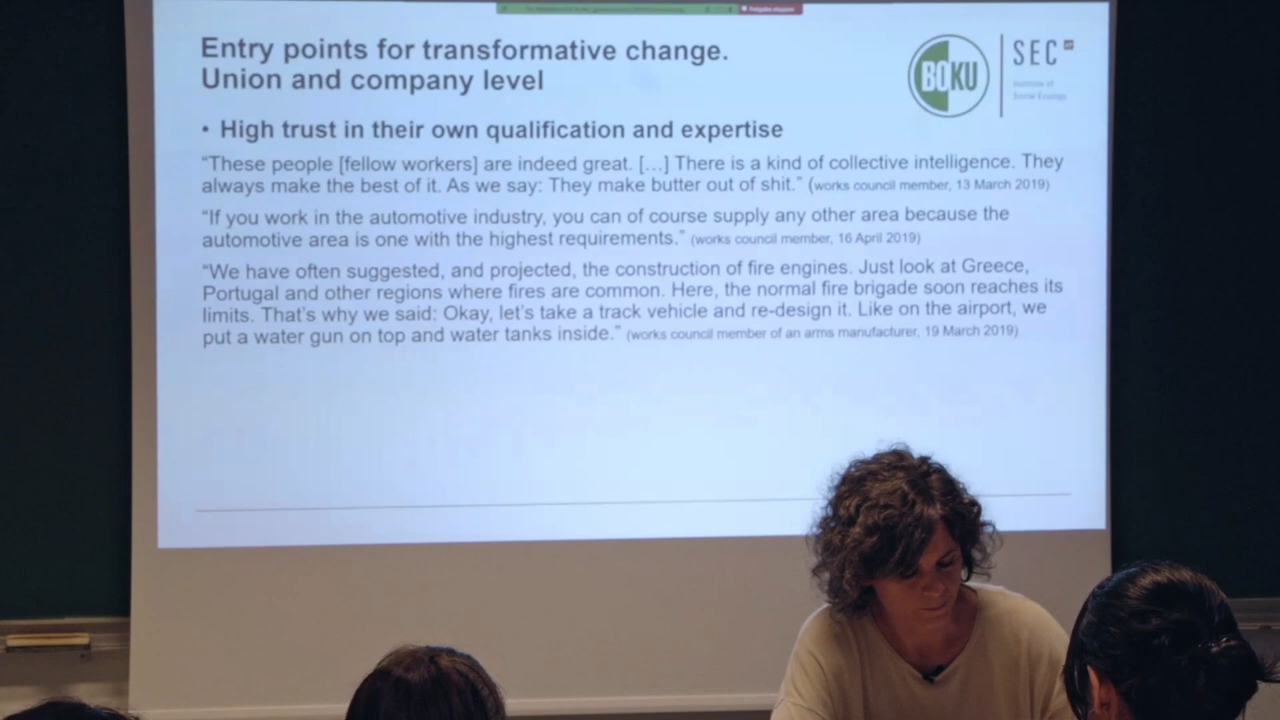 Entry points for transformative change.
Union and company level
BOKU
SEC
Institute of
Social Ecology
• High trust in their own qualification and expertise
“These people [fellow workers] are indeed great. […] There is a kind of collective intelligence. They
always make the best of it. As we say: They make butter out of shit.” (works council member, 13 March 2019)
“If you work in the automotive industry, you can of course supply any other area because the
automotive area is one with the highest requirements.” (works council member, 16 April 2019)
“We have often suggested, and projected, the construction of fire engines. Just look at Greece,
Portugal and other regions where fires are common. Here, the normal fire brigade soon reaches its
limits. That’s why we said: Okay, let’s take a track vehicle and re-design it. Like on the airport, we
put a water gun on top and water tanks inside.” (works council member of an arms manufacturer, 19 March 2019)